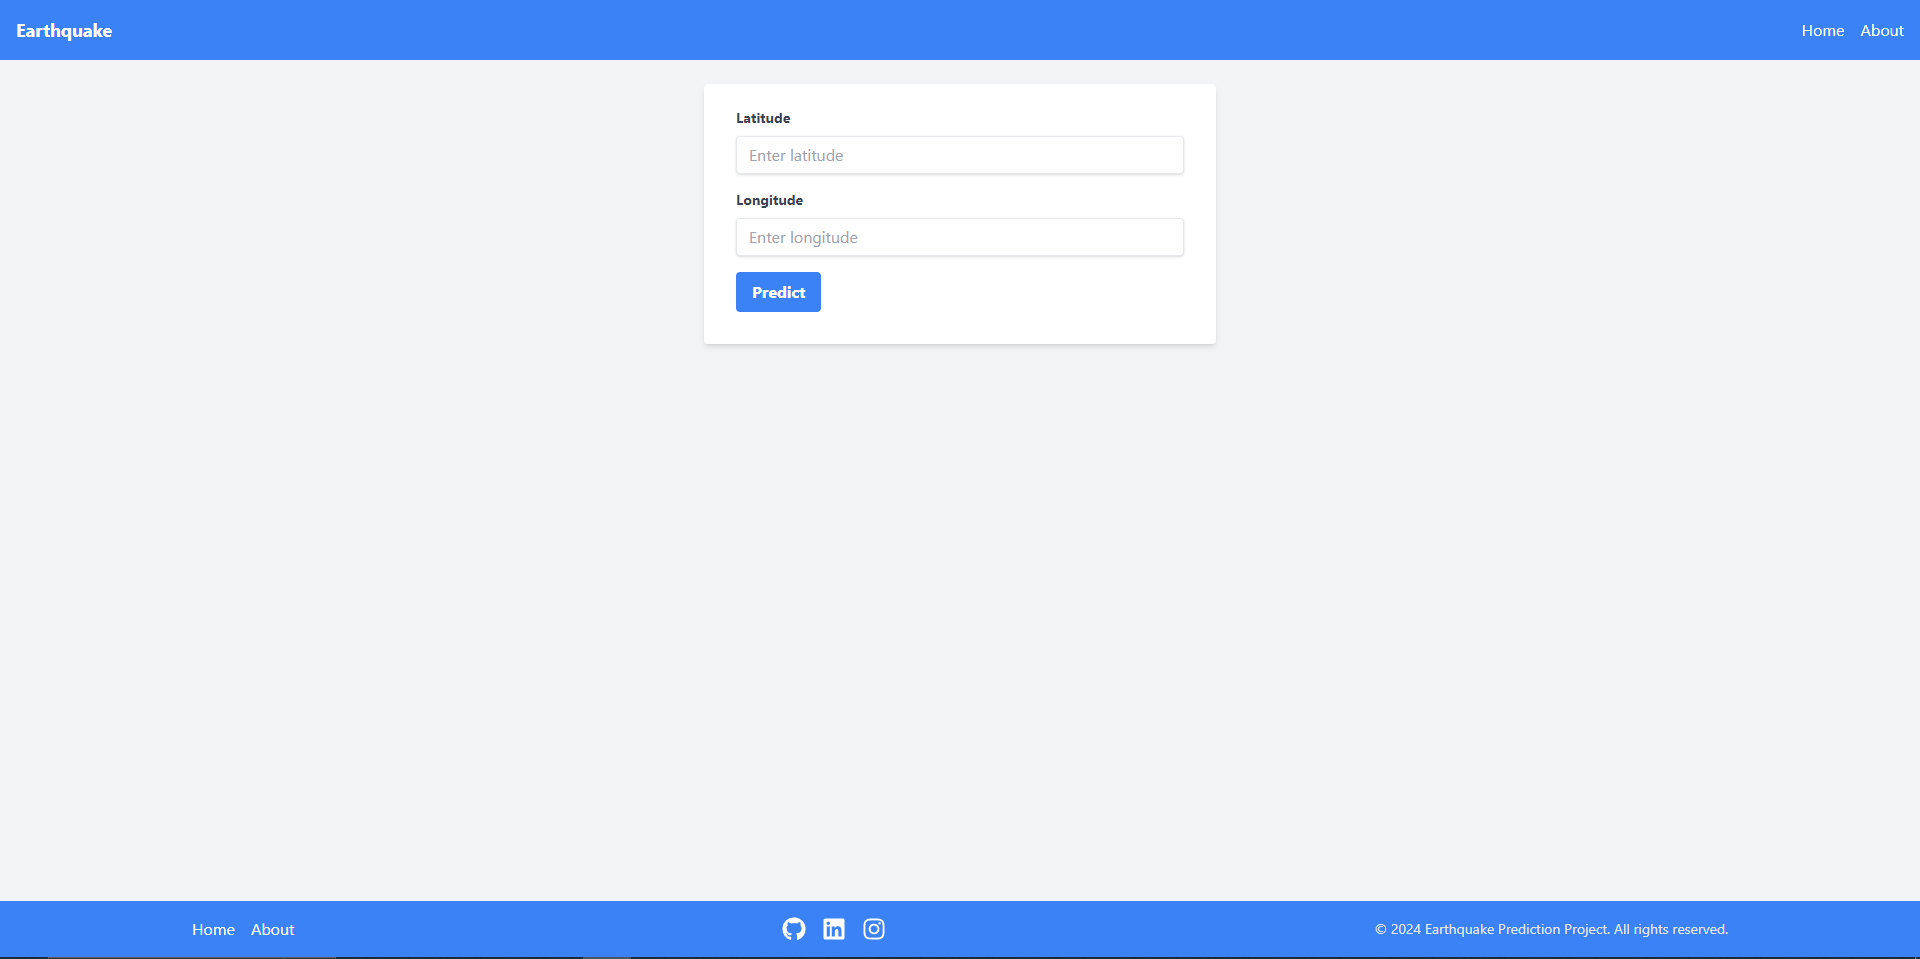 Earthquake
Home About
Latitude
Enter latitude
Longitude
Enter longitude
Predict
Home About
© 2024 Earthquake Prediction Project. All rights reserved.